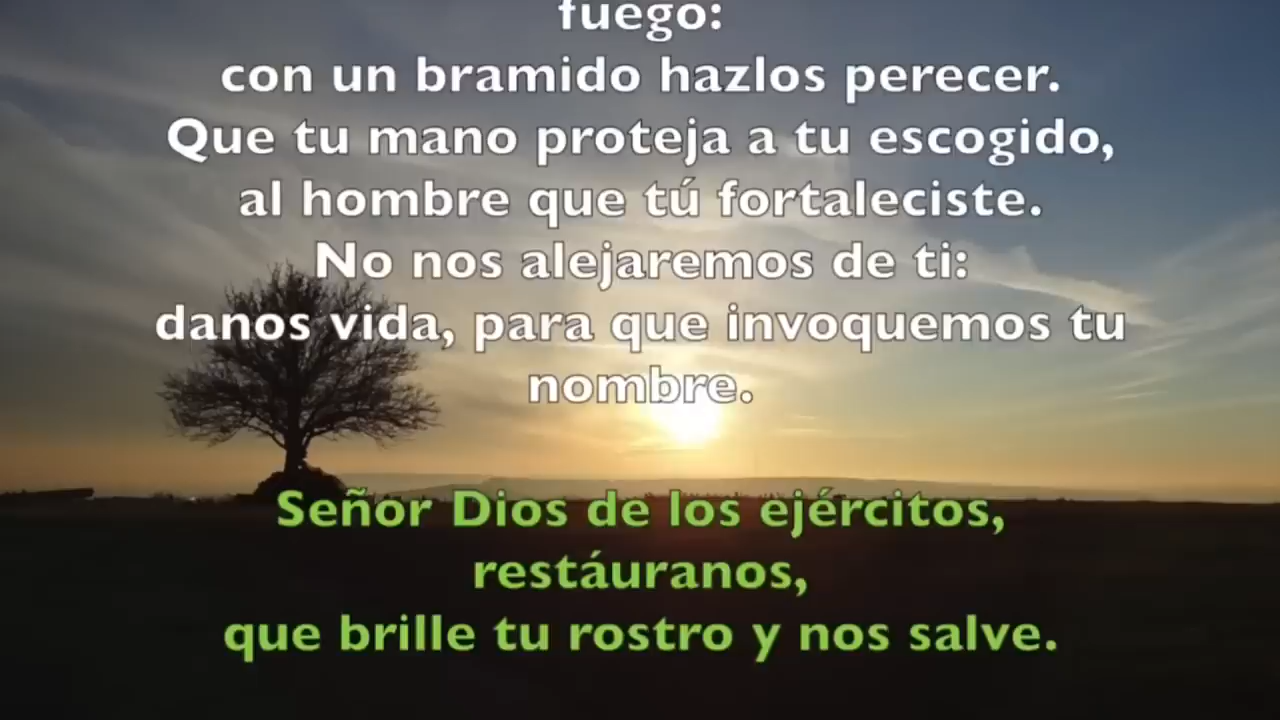 fuego:
con un bramido hazlos perecer.
Que tu mano proteja a tu escogido,
al hombre que tú fortaleciste.
No nos alejaremos de ti:
danos vida, para que invoquemos tu
nombre.
Señor Dios de los ejércitos,
restáuranos,
que brille tu rostro y nos salve.